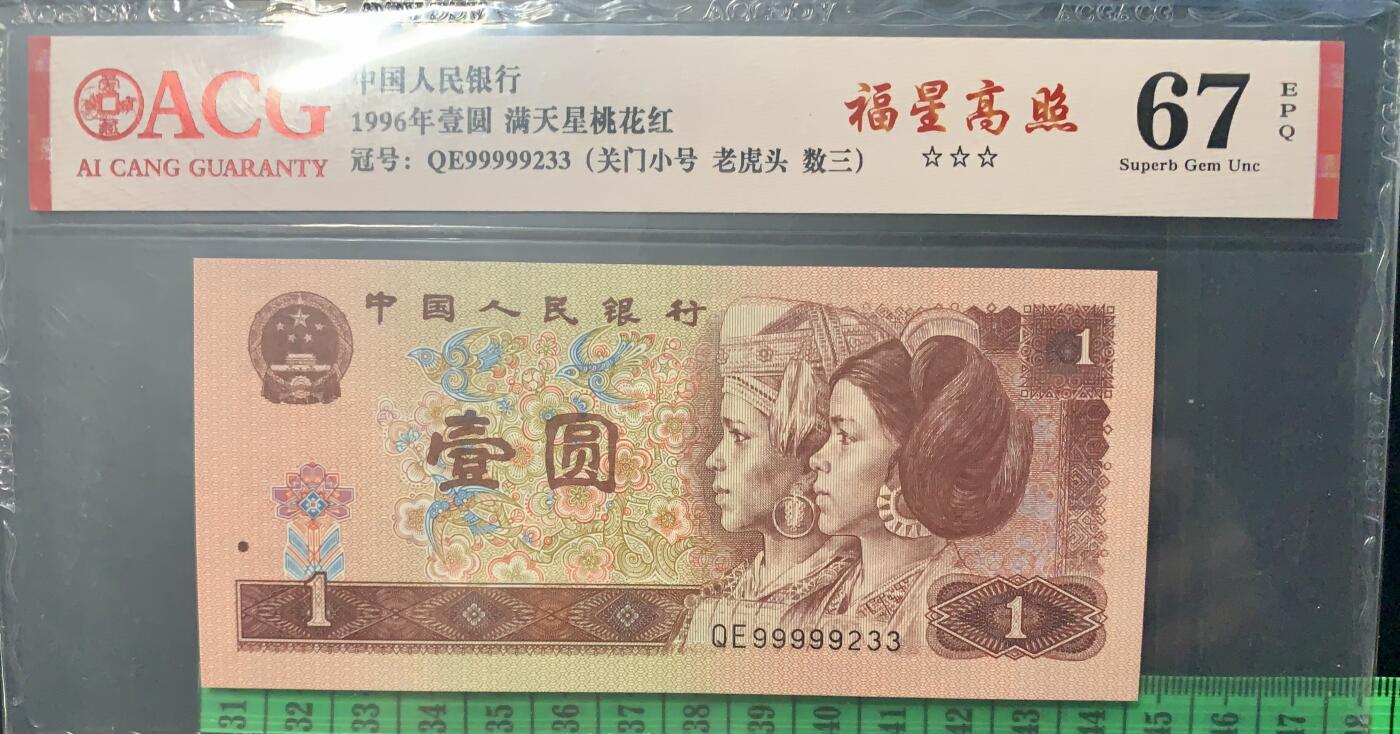 ACG
AI CANG GUARANTY
中国人民银行
1996年壹圆 满天星桃花红
冠号：QE99999233（关门小号 老虎头 数三）
福星高照
☆☆☆
67
EPQ
Superb Gem Unc
中国人民银行
1
壹圆
1
QE99999233
1
31 32 33 34 35 36 37 38 39 40 41 42 43 44 45 46 47